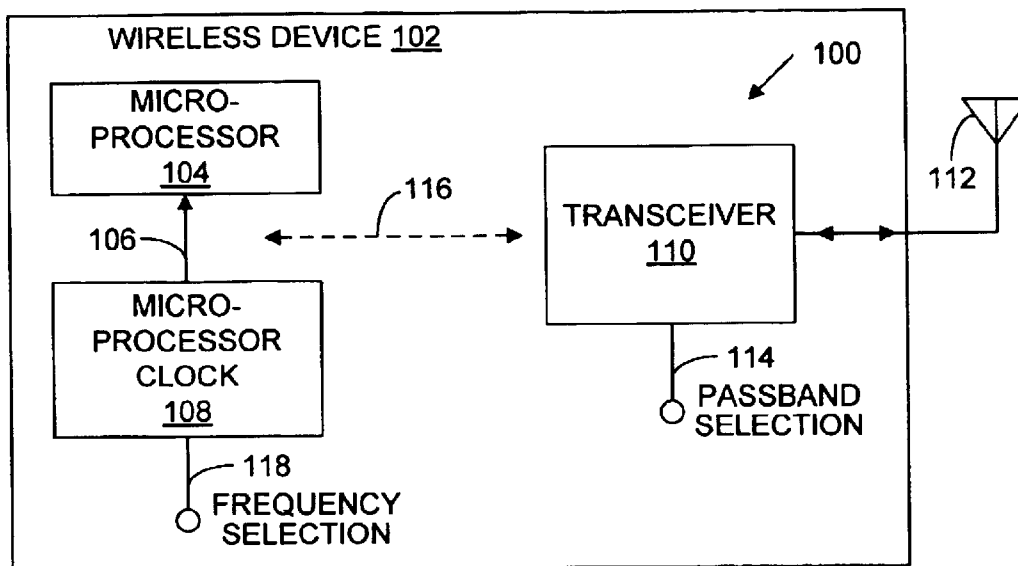 WIRELESS DEVICE 102
100
MICRO-
PROCESSOR
104
112
116
TRANSCEIVER
110
106
MICRO-
PROCESSOR
CLOCK
108
114
PASSBAND
SELECTION
118
FREQUENCY
SELECTION